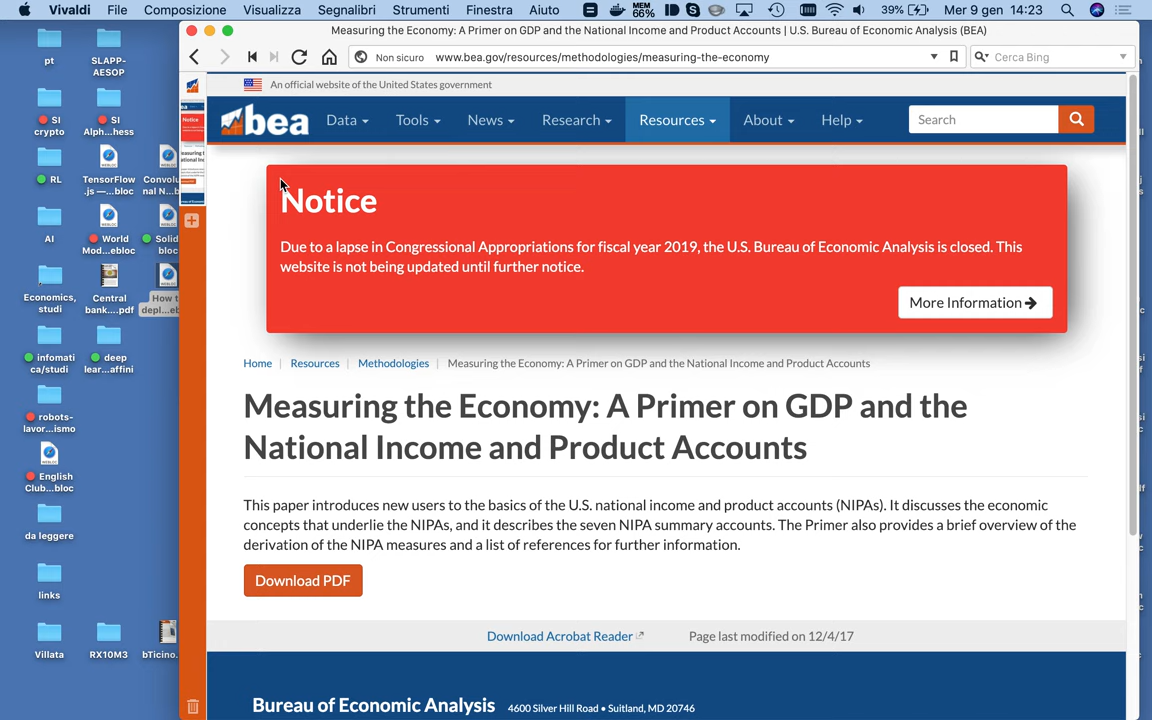 Vivaldi File Composizione Visualizza Segnalibri Strumenti Finestra Aiuto MEM 66% 39% Mer 9 gen 14:23
Measuring the Economy: A Primer on GDP and the National Income and Product Accounts | U.S. Bureau of Economic Analysis (BEA)
Non sicuro www.bea.gov/resources/methodologies/measuring-the-economy Cerca Bing
pt
SLAPP-
AESOP
SI
crypto
SI
Alph...hess
RL
TensorFlow
.js —...bloc
Convolu
nal N...b
AI
World
Mod...ebloc
Solid
bloc
Economics,
studi
Central
bank....pdf
How t
depl...eb
infomati
ca/studi
deep
lear...affini
robots-
lavor...ismo
English
Club...bloc
da leggere
links
Villata
RX10M3
bTicino.
An official website of the United States government
bea Data Tools News Research Resources About Help Search
Notice
Due to a lapse in Congressional Appropriations for fiscal year 2019, the U.S. Bureau of Economic Analysis is closed. This
website is not being updated until further notice.
More Information
Home Resources Methodologies Measuring the Economy: A Primer on GDP and the National Income and Product Accounts
Measuring the Economy: A Primer on GDP and the
National Income and Product Accounts
This paper introduces new users to the basics of the U.S. national income and product accounts (NIPAs). It discusses the economic
concepts that underlie the NIPAs, and it describes the seven NIPA summary accounts. The Primer also provides a brief overview of the
derivation of the NIPA measures and a list of references for further information.
Download PDF
Download Acrobat Reader Page last modified on 12/4/17
Bureau of Economic Analysis 4600 Silver Hill Road • Suitland, MD 20746